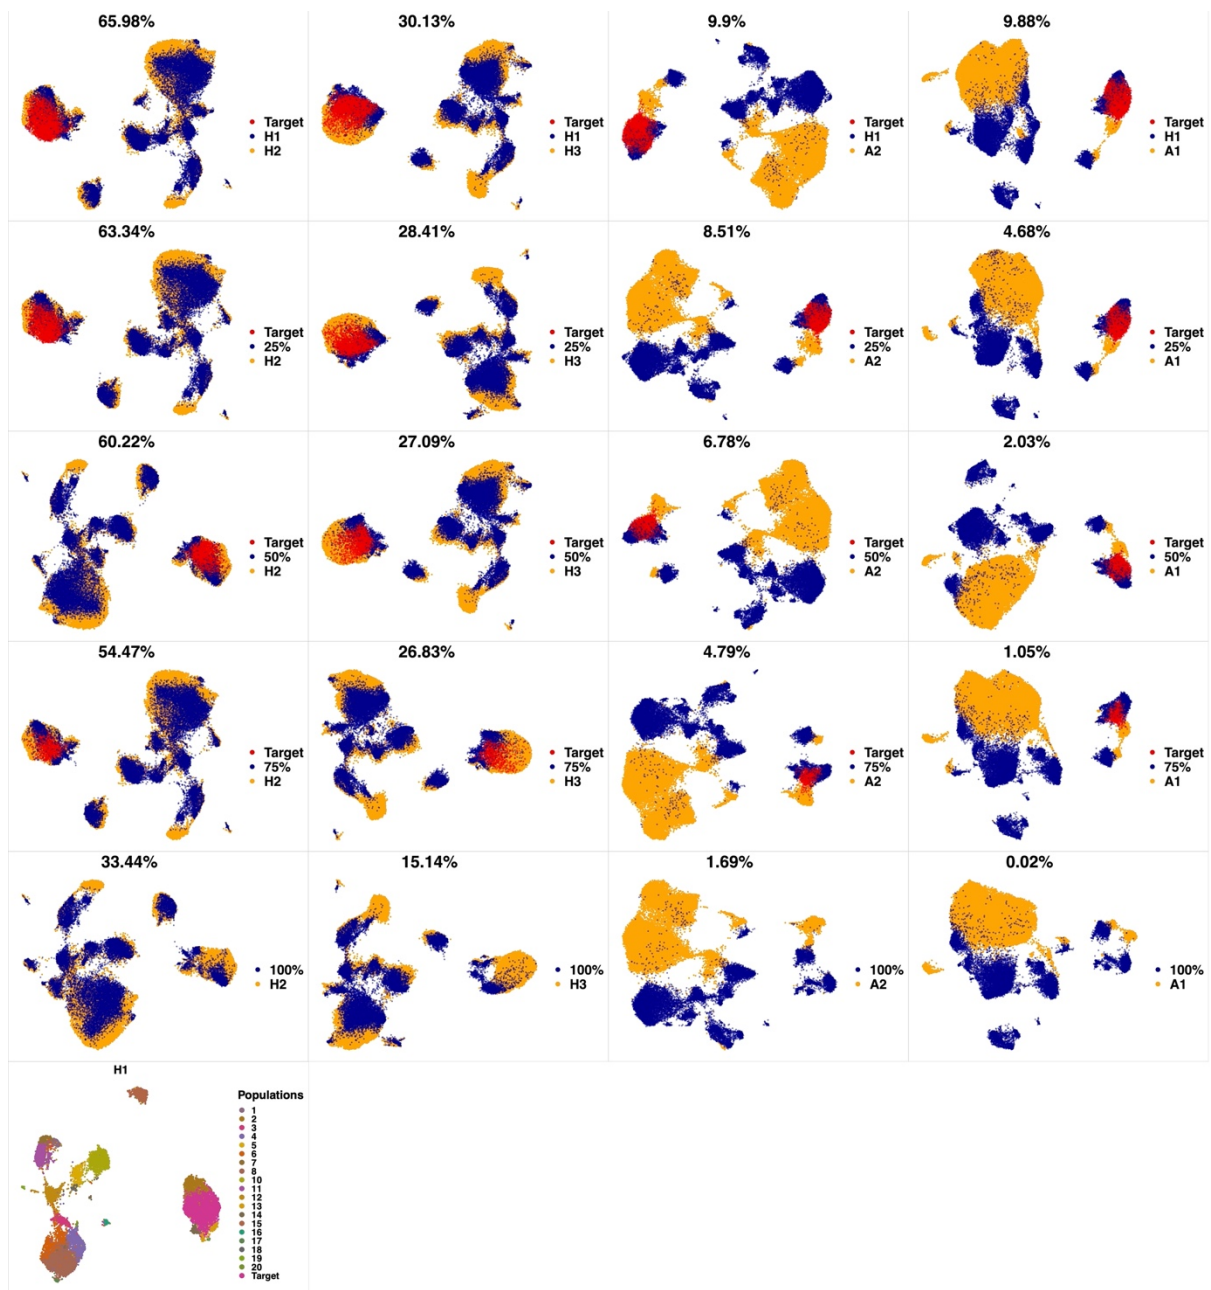 65.98%
Target
H1
H2
30.13%
Target
H1
H3
9.9%
Target
H1
A2
9.88%
Target
H1
A1
63.34%
Target
25%
H2
28.41%
Target
25%
H3
8.51%
Target
25%
A2
4.68%
Target
25%
A1
60.22%
Target
50%
H2
27.09%
Target
50%
H3
6.78%
Target
50%
A2
2.03%
Target
50%
A1
54.47%
Target
75%
H2
26.83%
Target
75%
H3
4.79%
Target
75%
A2
1.05%
Target
75%
A1
33.44%
100%
H2
15.14%
100%
H3
1.69%
100%
A2
0.02%
100%
A1
H1
Populations
1
2
3
4
5
6
7
8
10
11
12
13
14
15
16
17
18
19
20
Target